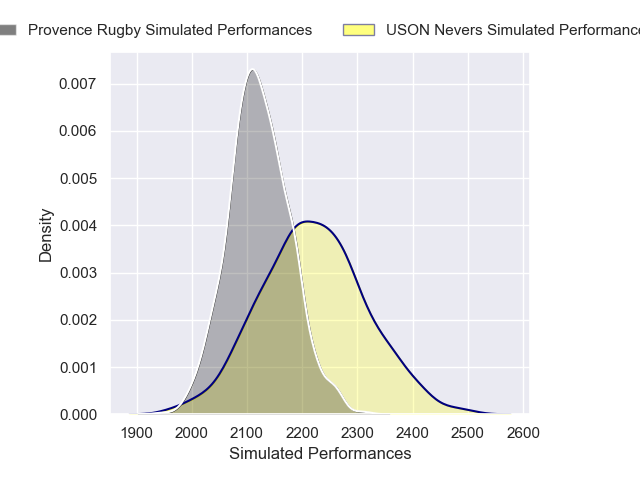 Provence Rugby Simulated Performances
USON Nevers Simulated Performance
0.007
0.006
0.005
0.004
0.003
0.002
0.001
0.000
Density
1900 2000 2100 2200 2300 2400 2500 2600
Simulated Performances